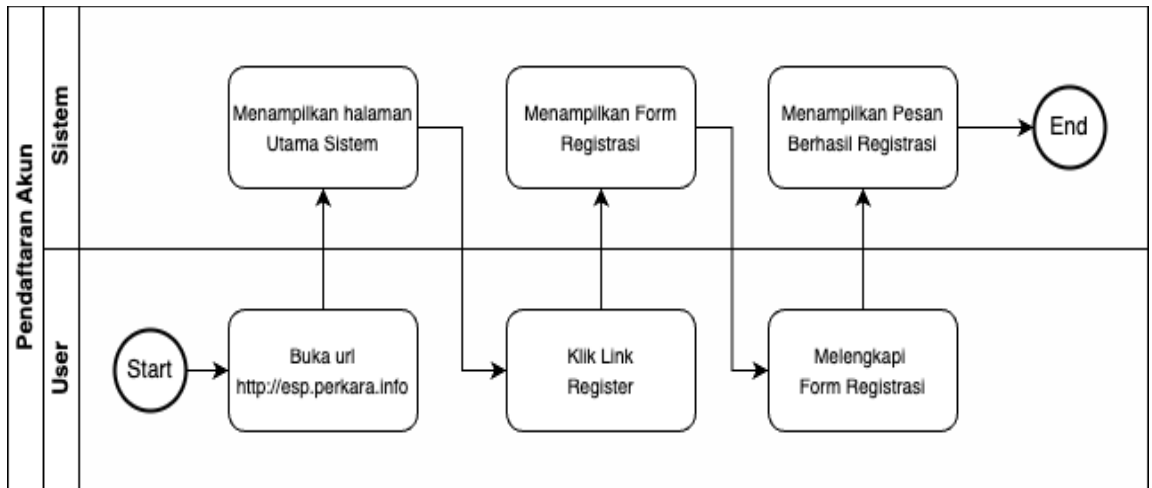 Pendaftaran Akun
Sistem
Menampilkan halaman
Utama Sistem
Menampilkan Form
Registrasi
Menampilkan Pesan
Berhasil Registrasi
End
User
Start
Buka url
http://esp.perkara.info
Klik Link
Register
Melengkapi
Form Registrasi